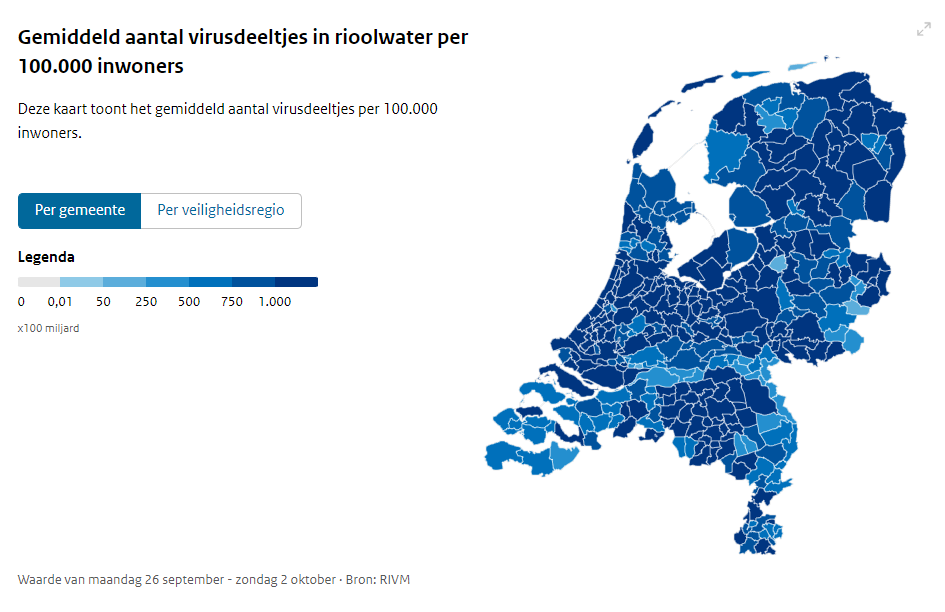 Gemiddeld aantal virusdeeltjes in rioolwater per
100.000 inwoners
Deze kaart toont het gemiddeld aantal virusdeeltjes per 100.000
inwoners.
Per gemeente Per veiligheidsregio
Legenda
0 0,01 50 250 500 750 1.000
x100 miljard
Waarde van maandag 26 september - zondag 2 oktober · Bron: RIVM